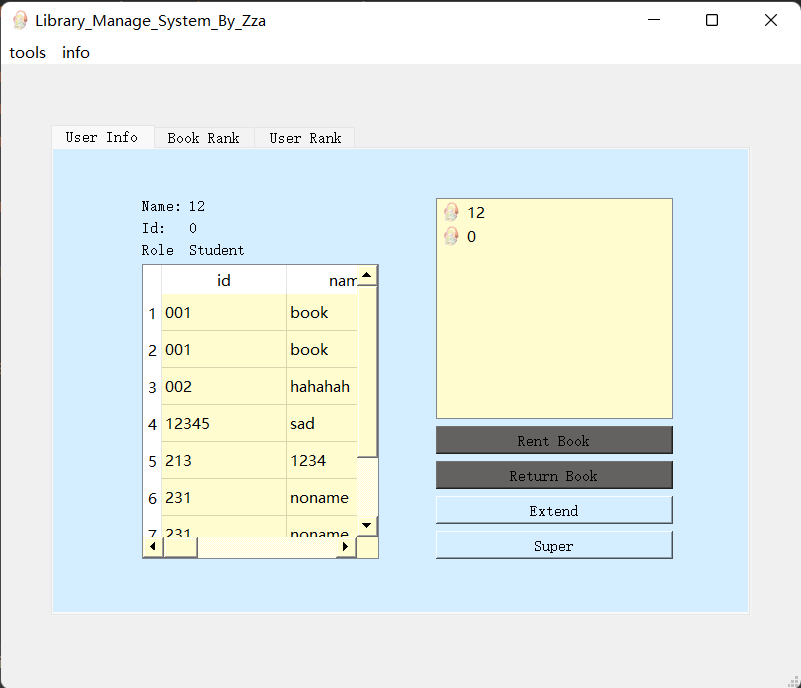 Library_Manage_System_By_Zza
tools info
User Info Book Rank User Rank
Name: 12
Id: 0
Role Student
id nam
1 001 book
2 001 book
3 002 hahahah
4 12345 sad
5 213 1234
6 231 noname
7 231 noname
12
0
Rent Book
Return Book
Extend
Super